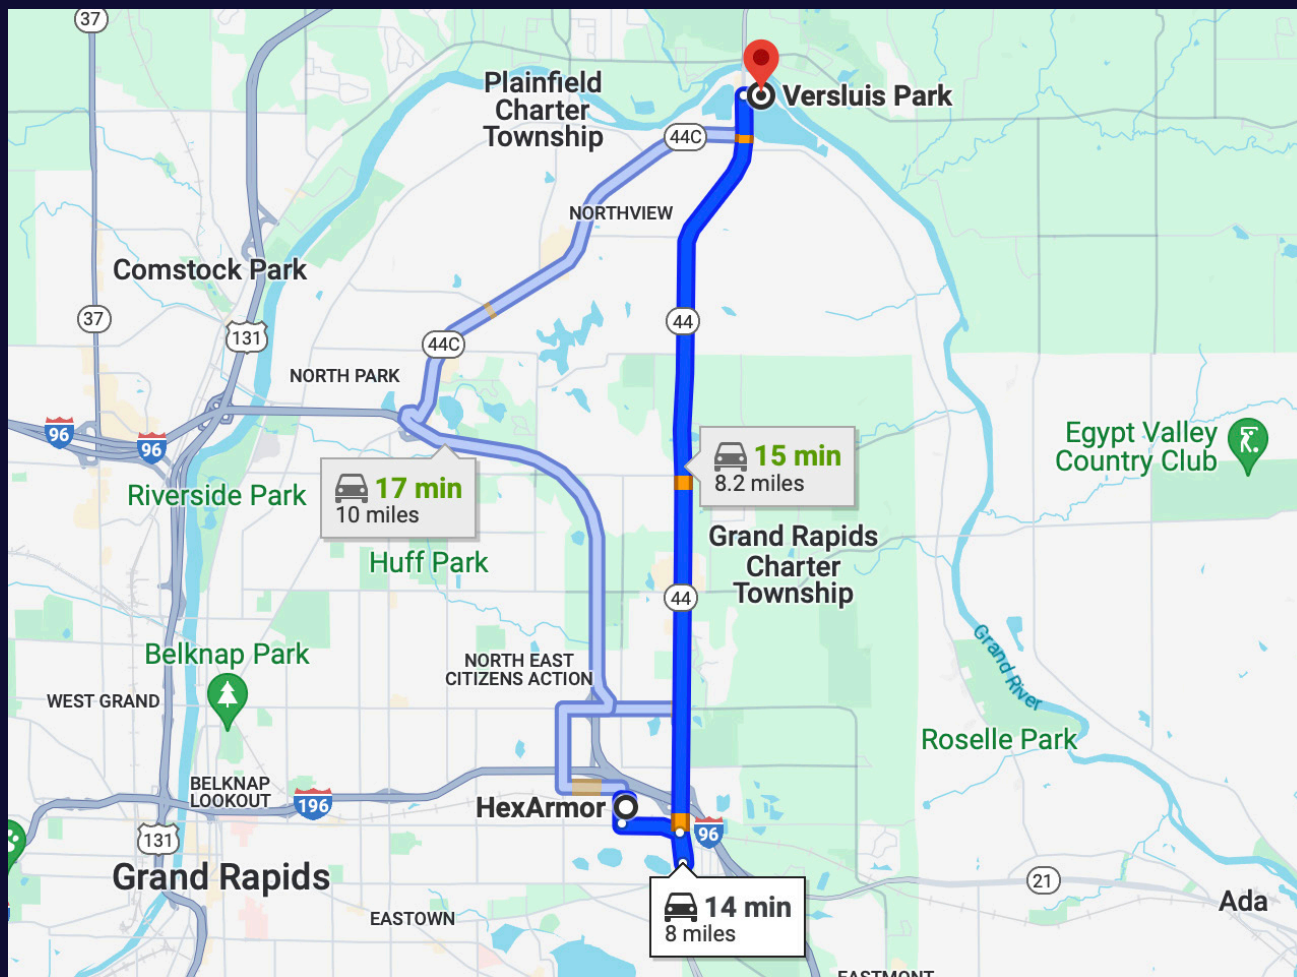 37
Plainfield
Charter
Township
Versluis Park
44C
NORTHVIEW
Comstock Park
37
131
44
44C
NORTH PARK
96
96
Egypt Valley
Country Club
15 min
8.2 miles
17 min
10 miles
Riverside Park
Grand Rapids
Charter
Township
Huff Park
44
Belknap Park
NORTH EAST
CITIZENS ACTION
Grand River
WEST GRAND
Roselle Park
BELKNAP
LOOKOUT
196
HexArmor
131
96
Grand Rapids
21
Ada
14 min
8 miles
EASTOWN
EASTMONT